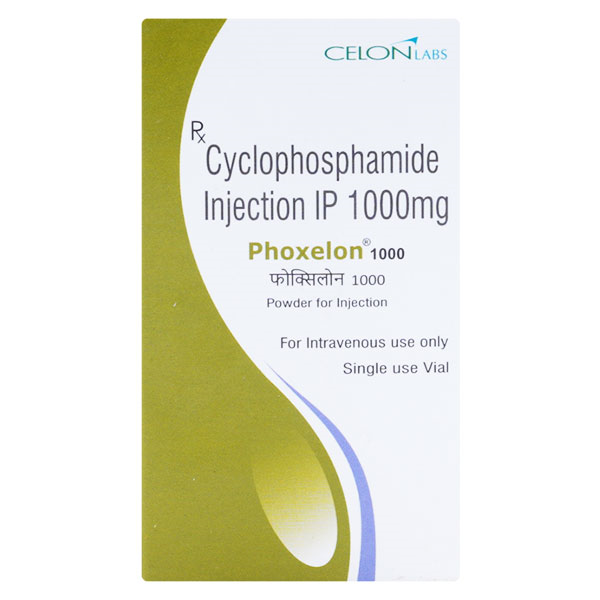 CELON LABS
Rx
Cyclophosphamide
Injection IP 1000mg
Phoxelon® 1000
फोक्सिलोन 1000
Powder for Injection
For Intravenous use only
Single use Vial